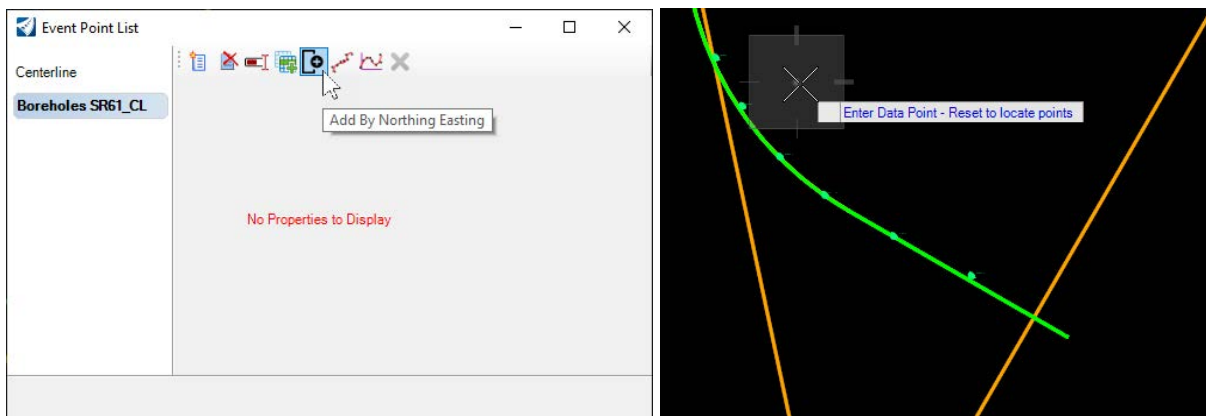 Event Point List
Centerline
Boreholes SR61_CL
Add By Northing Easting
No Properties to Display
Enter Data Point - Reset to locate points